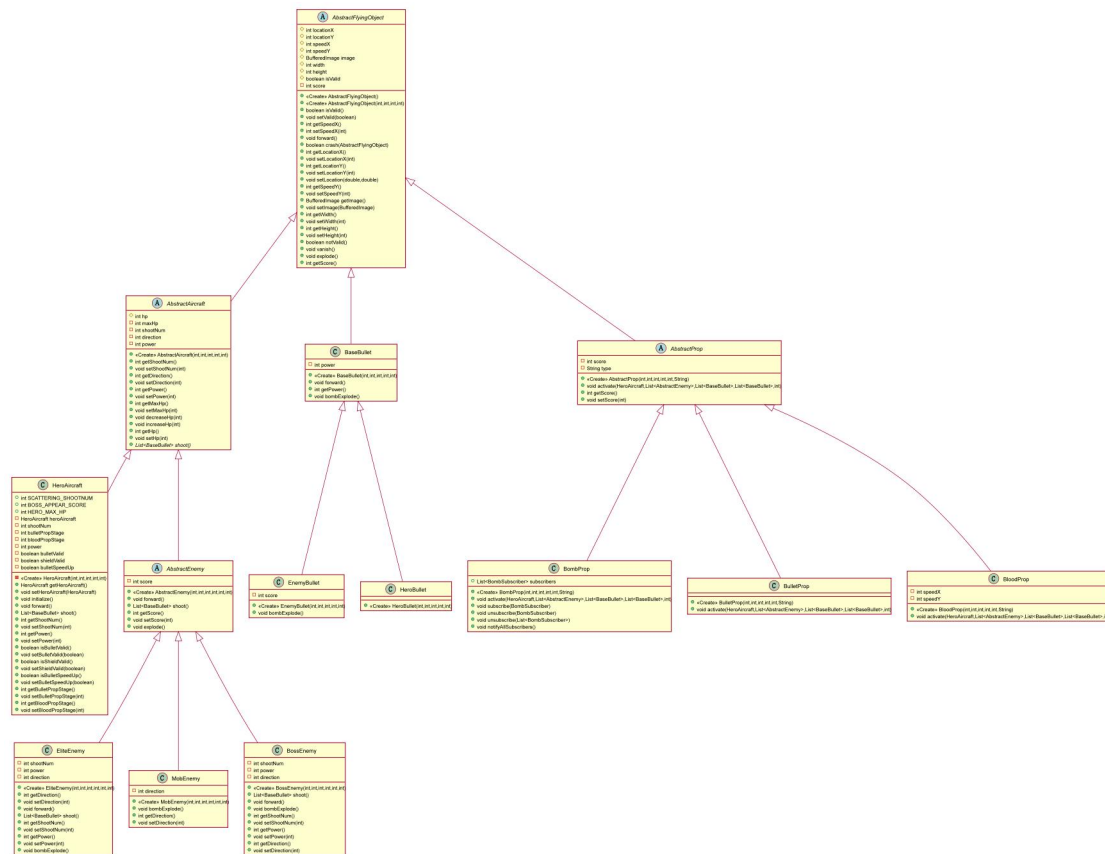 A AbstractFlyingObject
int locationX
int locationY
int speedX
int speedY
BufferedImage image
int width
int height
boolean isValid
int score
«Create» AbstractFlyingObject()
«Create» AbstractFlyingObject(int,int,int,int)
boolean isValid()
void setValid(boolean)
int getSpeedX()
int setSpeedX(int)
void forward()
boolean crash(AbstractFlyingObject)
int getLocationX()
void setLocationX(int)
int getLocationY()
void setLocationY(int)
void setLocation(double,double)
int getSpeedY()
void setSpeedY(int)
BufferedImage getImage()
void setImage(BufferedImage)
int getWidth()
void setWidth(int)
int getHeight()
void setHeight(int)
boolean notValid()
void vanish()
void explode()
int getScore()
A AbstractAircraft
int hp
int maxHp
int shootNum
int direction
int power
«Create» AbstractAircraft(int,int,int,int,int)
int getShootNum()
void setShootNum(int)
int getDirection()
void setDirection(int)
int getPower()
void setPower(int)
int getMaxHp()
void setMaxHp(int)
void decreaseHp(int)
void increaseHp(int)
int getHp()
void setHp(int)
List<BaseBullet> shoot()
C BaseBullet
int power
«Create» BaseBullet(int,int,int,int,int)
void forward()
int getPower()
void bombExplode()
A AbstractProp
int score
String type
«Create» AbstractProp(int,int,int,int,int,String)
void activate(HeroAircraft,List<AbstractEnemy>,List<BaseBullet>,List<BaseBullet>,int)
int getScore()
void setScore(int)
C HeroAircraft
int SCATTERING_SHOOTNUM
int BOSS_APPEAR_SCORE
int HERO_MAX_HP
HeroAircraft heroAircraft
int shootNum
int bulletPropStage
int bloodPropStage
int power
boolean bulletValid
boolean shieldValid
boolean bulletSpeedUp
«Create» HeroAircraft(int,int,int,int,int)
HeroAircraft getHeroAircraft()
void setHeroAircraft(HeroAircraft)
void initialize()
void forward()
List<BaseBullet> shoot()
int getShootNum()
void setShootNum(int)
int getPower()
void setPower(int)
boolean isBulletValid()
void setBulletValid(boolean)
boolean isShieldValid()
void setShieldValid(boolean)
boolean isBulletSpeedUp()
void setBulletSpeedUp(boolean)
int getBulletPropStage()
void setBulletPropStage(int)
int getBloodPropStage()
void setBloodPropStage(int)
A AbstractEnemy
int score
«Create» AbstractEnemy(int,int,int,int,int,int)
void forward()
List<BaseBullet> shoot()
int getScore()
void setScore(int)
void explode()
C EnemyBullet
int score
«Create» EnemyBullet(int,int,int,int,int)
void bombExplode()
C HeroBullet
«Create» HeroBullet(int,int,int,int,int)
C BombProp
List<BombSubscriber> subscribers
«Create» BombProp(int,int,int,int,int,String)
void activate(HeroAircraft,List<AbstractEnemy>,List<BaseBullet>,List<BaseBullet>,int)
void subscribe(BombSubscriber)
void unsubscribe(BombSubscriber)
void unsubscribe(List<BombSubscriber>)
void notifyAllSubscribers()
C BulletProp
«Create» BulletProp(int,int,int,int,int,String)
void activate(HeroAircraft,List<AbstractEnemy>,List<BaseBullet>,List<BaseBullet>,int)
C BloodProp
int speedX
int speedY
«Create» BloodProp(int,int,int,int,int,String)
void activate(HeroAircraft,List<AbstractEnemy>,List<BaseBullet>,List<BaseBullet>,
C EliteEnemy
int shootNum
int power
int direction
«Create» EliteEnemy(int,int,int,int,int,int)
int getDirection()
void setDirection(int)
void forward()
List<BaseBullet> shoot()
int getShootNum()
void setShootNum(int)
int getPower()
void setPower(int)
void bombExplode()
C MobEnemy
int direction
«Create» MobEnemy(int,int,int,int,int,int)
void bombExplode()
int getDirection()
void setDirection(int)
C BossEnemy
int shootNum
int power
int direction
«Create» BossEnemy(int,int,int,int,int,int)
List<BaseBullet> shoot()
void forward()
void bombExplode()
int getShootNum()
void setShootNum(int)
int getPower()
void setPower(int)
int getDirection()
void setDirection(int)